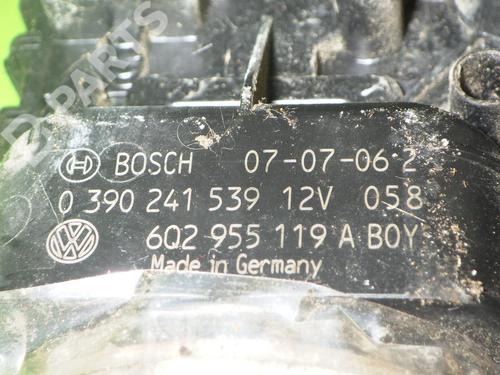 B PARTS
BOSCH 07-07-06 2
0 390 241 539 12V 058
6Q2 955 119 A BOY
Made in Germany